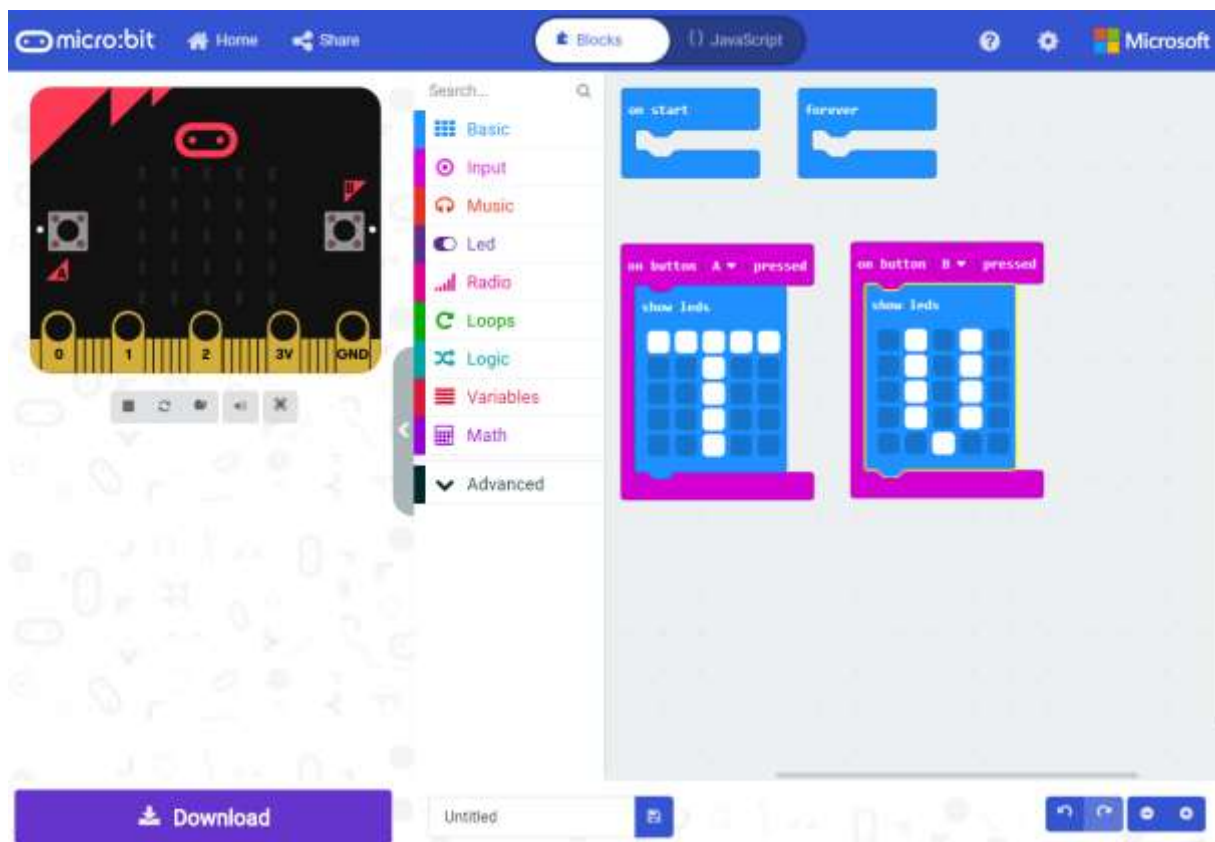 micro:bit Home Share Blocks {} JavaScript Microsoft
B
A
0 1 2 3V GND
Search...
Basic
Input
Music
Led
Radio
Loops
Logic
Variables
Math
Advanced
on start
forever
on button A pressed
show leds
on button B pressed
show leds
Download
Untitled